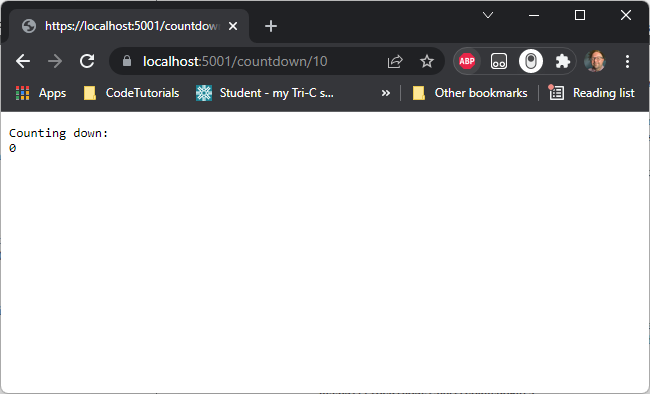 https://localhost:5001/countdown
localhost:5001/countdown/10
ABP
Apps
CodeTutorials
Student - my Tri-C s...
»
Other bookmarks
Reading list
Counting down:
0